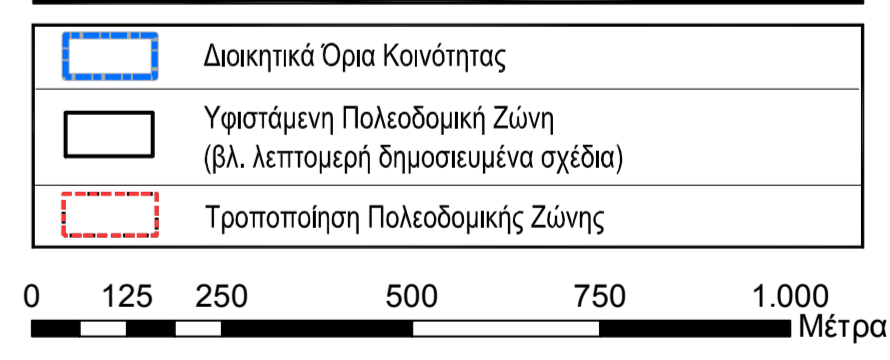 Διοικητικά Όρια Κοινότητας
Υφιστάμενη Πολεοδομική Ζώνη
(βλ. λεπτομερή δημοσιευμένα σχέδια)
Τροποποίηση Πολεοδομικής Ζώνης
0 125 250 500 750 1.000
Μέτρα